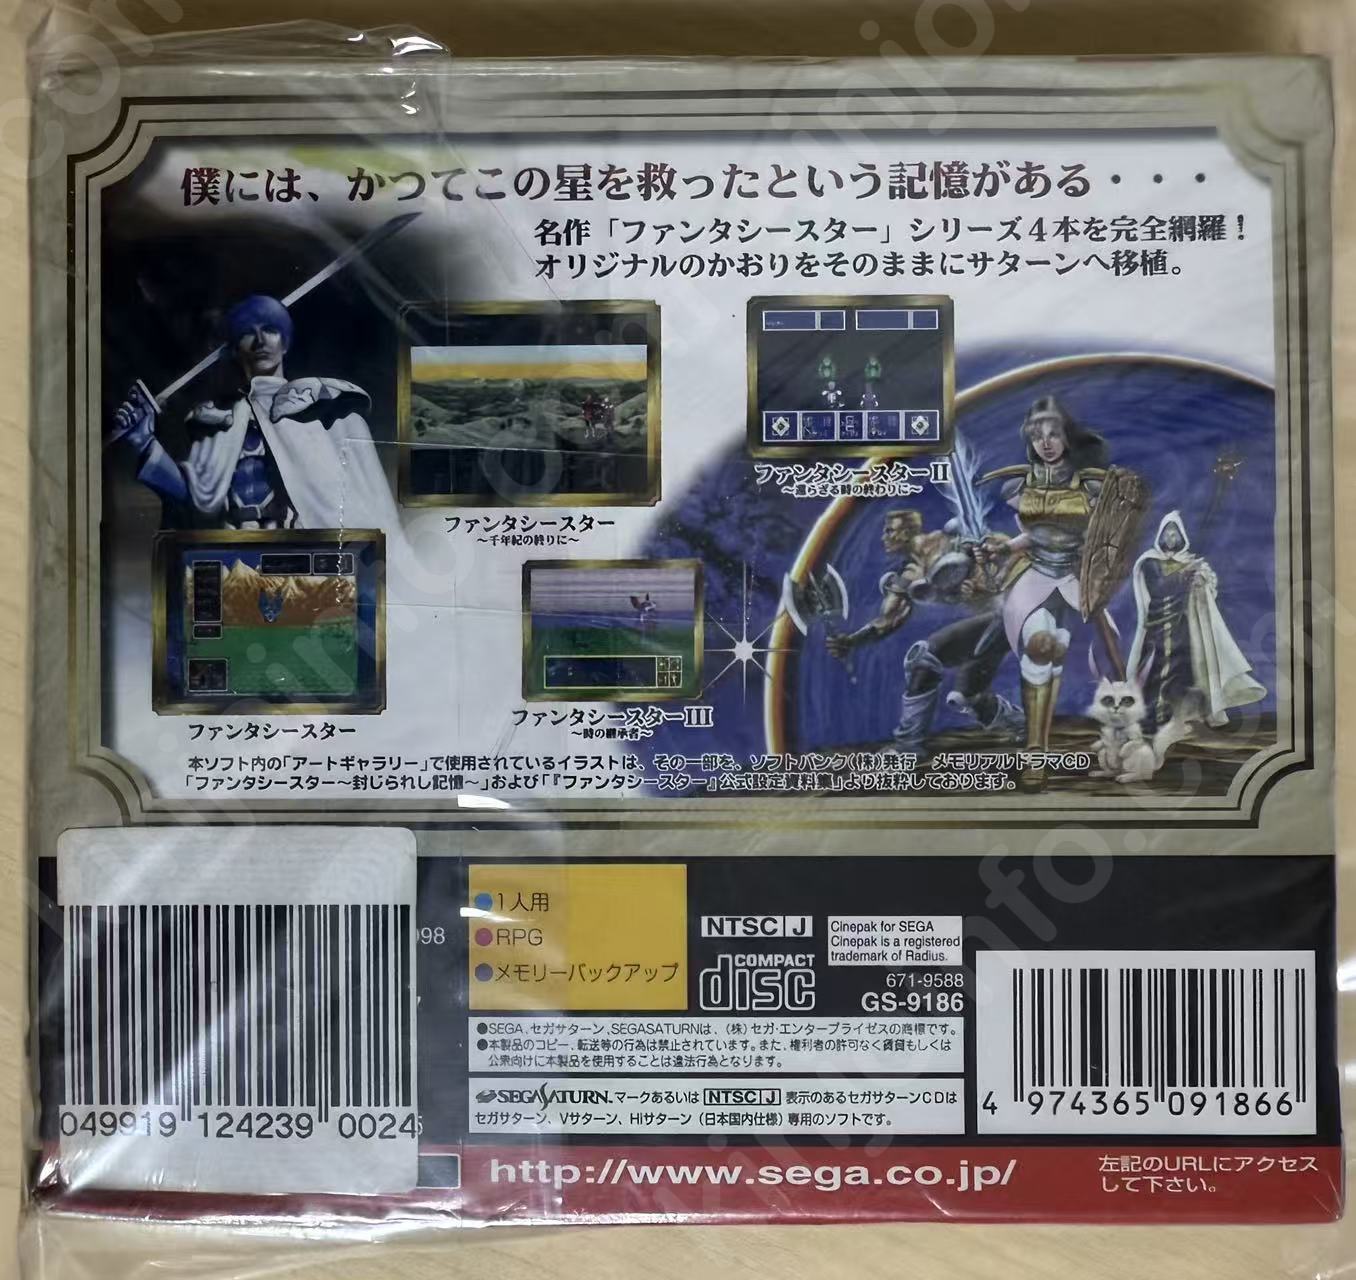 僕には、かつてこの星を救ったという記憶がある・・・
名作「ファンタシースター」シリーズ4本を完全網羅！
オリジナルのかおりをそのままにサターンへ移植。
ファンタシースターII
〜還らざる時の終わりに〜
ファンタシースター
〜千年紀の終りに〜
ファンタシースター
ファンタシースターIII
〜時の継承者〜
本ソフト内の「アートギャラリー」で使用されているイラストは、その一部を、ソフトバンク(株)発行 メモリアルドラマCD
「ファンタシースター〜封じられし記憶〜」および「『ファンタシースター』公式設定資料集」より抜粋しております。
●1人用
●RPG
●メモリーバックアップ
98
NTSC J
COMPACT
disc
Cinepak for SEGA
Cinepak is a registered
trademark of Radius.
671-9588
GS-9186
●SEGA、セガサターン、SEGASATURNは、(株)セガ・エンタープライゼスの商標です。
●本製品のコピー、転送等の行為は禁止されています。また、権利者の許可なく賃貸もしくは
公衆向けに本製品を使用することは違法行為となります。
SEGA SATURN マークあるいは NTSC J 表示のあるセガサターンCDは
セガサターン、Vサターン、Hiサターン(日本国内仕様)専用のソフトです。
4 974365 091866
049919 124239 0024
http://www.sega.co.jp/
左記のURLにアクセス
して下さい。